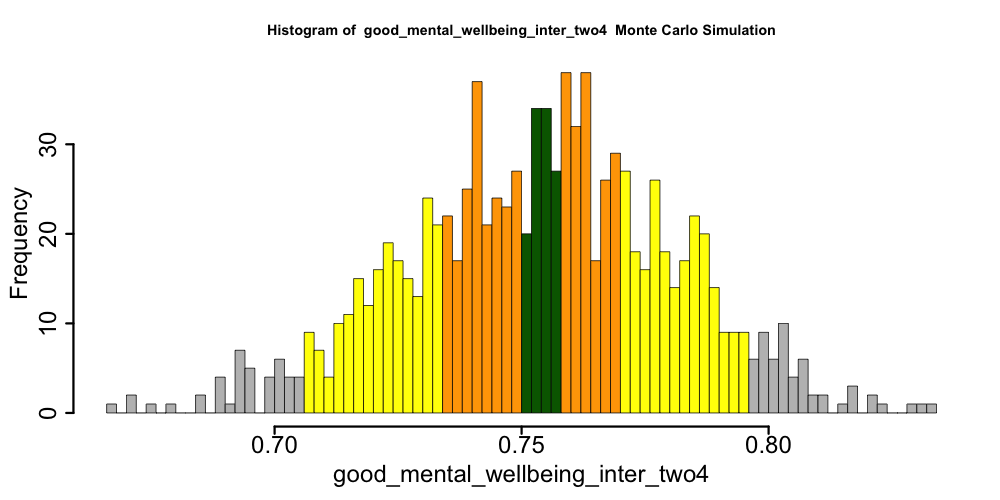 Histogram of  good_mental_wellbeing_inter_two4  Monte Carlo Simulation
Frequency
30
20
10
0
0.70 0.75 0.80
good_mental_wellbeing_inter_two4